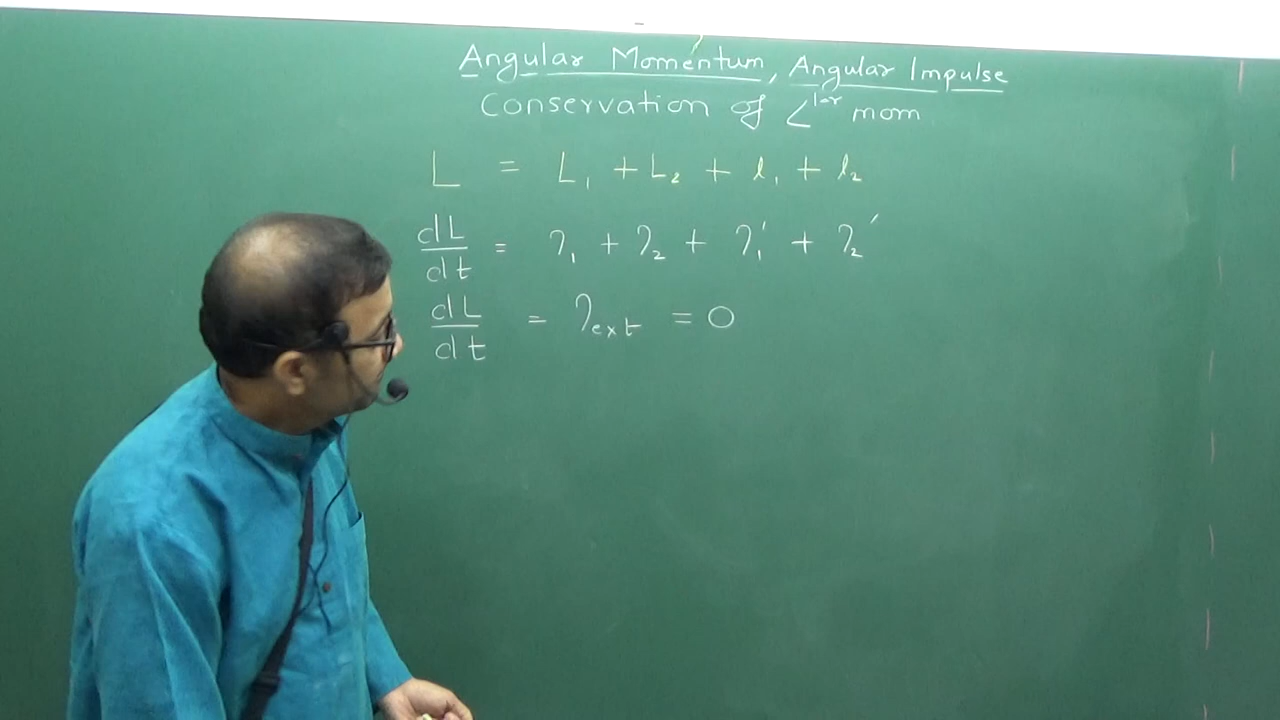 Angular Momentum, Angular Impulse
Conservation of ∠lar mom
L = L₁ + L₂ + l₁ + l₂
dL/dt = τ₁ + τ₂ + τ₁′ + τ₂′
dL/dt = τext = 0